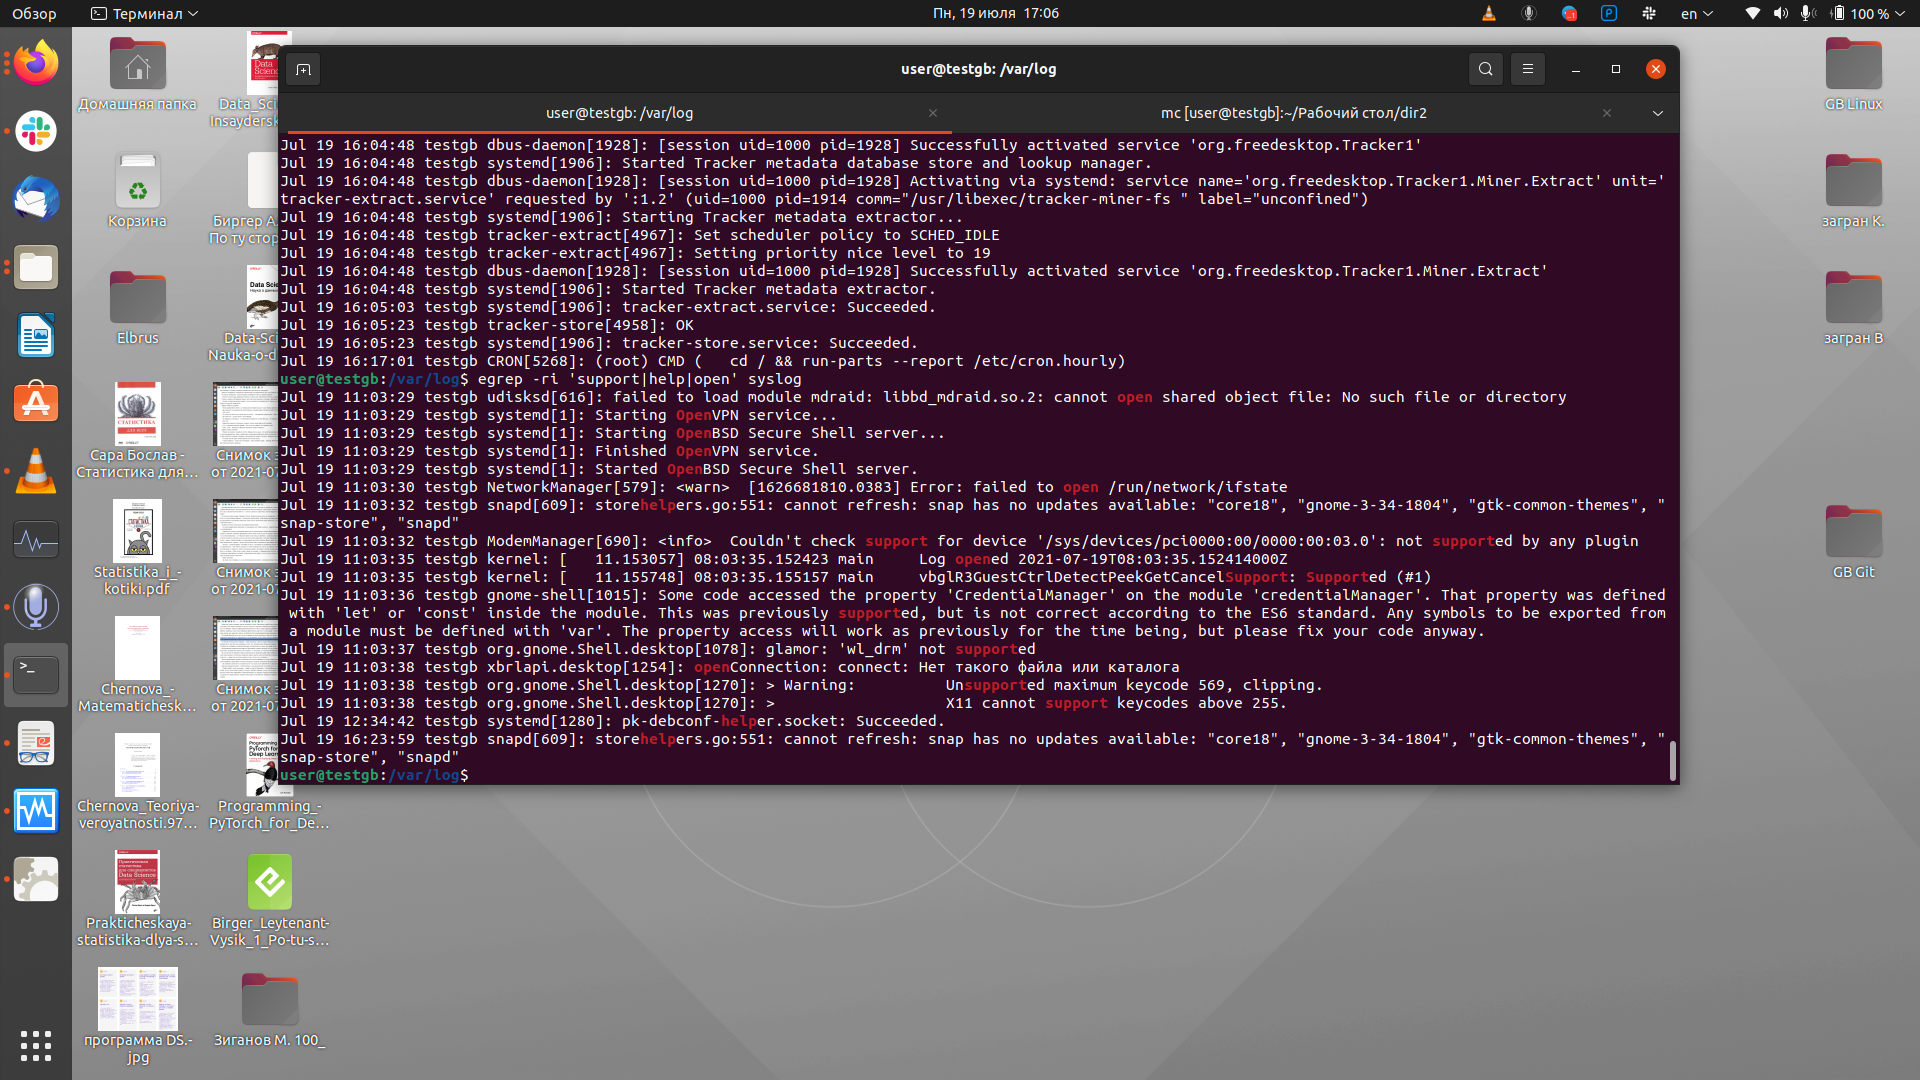 Обзор
Терминал
Пн, 19 июля 17:06
en
100 %
user@testgb: /var/log
user@testgb: /var/log
mc [user@testgb]:~/Рабочий стол/dir2
Jul 19 16:04:48 testgb dbus-daemon[1928]: [session uid=1000 pid=1928] Successfully activated service 'org.freedesktop.Tracker1'
Jul 19 16:04:48 testgb systemd[1906]: Started Tracker metadata database store and lookup manager.
Jul 19 16:04:48 testgb dbus-daemon[1928]: [session uid=1000 pid=1928] Activating via systemd: service name='org.freedesktop.Tracker1.Miner.Extract' unit='
tracker-extract.service' requested by ':1.2' (uid=1000 pid=1914 comm="/usr/libexec/tracker-miner-fs " label="unconfined")
Jul 19 16:04:48 testgb systemd[1906]: Starting Tracker metadata extractor...
Jul 19 16:04:48 testgb tracker-extract[4967]: Set scheduler policy to SCHED_IDLE
Jul 19 16:04:48 testgb tracker-extract[4967]: Setting priority nice level to 19
Jul 19 16:04:48 testgb dbus-daemon[1928]: [session uid=1000 pid=1928] Successfully activated service 'org.freedesktop.Tracker1.Miner.Extract'
Jul 19 16:04:48 testgb systemd[1906]: Started Tracker metadata extractor.
Jul 19 16:05:03 testgb systemd[1906]: tracker-extract.service: Succeeded.
Jul 19 16:05:23 testgb tracker-store[4958]: OK
Jul 19 16:05:23 testgb systemd[1906]: tracker-store.service: Succeeded.
Jul 19 16:17:01 testgb CRON[5268]: (root) CMD (   cd / && run-parts --report /etc/cron.hourly)
user@testgb:/var/log$ egrep -ri 'support|help|open' syslog
Jul 19 11:03:29 testgb udisksd[616]: failed to load module mdraid: libbd_mdraid.so.2: cannot open shared object file: No such file or directory
Jul 19 11:03:29 testgb systemd[1]: Starting OpenVPN service...
Jul 19 11:03:29 testgb systemd[1]: Starting OpenBSD Secure Shell server...
Jul 19 11:03:29 testgb systemd[1]: Finished OpenVPN service.
Jul 19 11:03:29 testgb systemd[1]: Started OpenBSD Secure Shell server.
Jul 19 11:03:30 testgb NetworkManager[579]: <warn>  [1626681810.0383] Error: failed to open /run/network/ifstate
Jul 19 11:03:32 testgb snapd[609]: storehelpers.go:551: cannot refresh: snap has no updates available: "core18", "gnome-3-34-1804", "gtk-common-themes", "
snap-store", "snapd"
Jul 19 11:03:32 testgb ModemManager[690]: <info>  Couldn't check support for device '/sys/devices/pci0000:00/0000:00:03.0': not supported by any plugin
Jul 19 11:03:35 testgb kernel: [   11.153057] 08:03:35.152423 main     Log opened 2021-07-19T08:03:35.152414000Z
Jul 19 11:03:35 testgb kernel: [   11.155748] 08:03:35.155157 main     vbglR3GuestCtrlDetectPeekGetCancelSupport: Supported (#1)
Jul 19 11:03:36 testgb gnome-shell[1015]: Some code accessed the property 'CredentialManager' on the module 'credentialManager'. That property was defined
with 'let' or 'const' inside the module. This was previously supported, but is not correct according to the ES6 standard. Any symbols to be exported from
a module must be defined with 'var'. The property access will work as previously for the time being, but please fix your code anyway.
Jul 19 11:03:37 testgb org.gnome.Shell.desktop[1078]: glamor: 'wl_drm' not supported
Jul 19 11:03:38 testgb xbrlapi.desktop[1254]: openConnection: connect: Нет такого файла или каталога
Jul 19 11:03:38 testgb org.gnome.Shell.desktop[1270]: > Warning:          Unsupported maximum keycode 569, clipping.
Jul 19 11:03:38 testgb org.gnome.Shell.desktop[1270]: >                   X11 cannot support keycodes above 255.
Jul 19 12:34:42 testgb systemd[1280]: pk-debconf-helper.socket: Succeeded.
Jul 19 16:23:59 testgb snapd[609]: storehelpers.go:551: cannot refresh: snap has no updates available: "core18", "gnome-3-34-1804", "gtk-common-themes", "
snap-store", "snapd"
user@testgb:/var/log$
Домашняя папка
Data_Sci
Insaydersk
Корзина
Биргер А.
По ту стор
Elbrus
Data-Sci
Nauka-o-d
Сара Бослав -
Статистика для...
Снимок э
от 2021-07
Statistika_i_-
kotiki.pdf
Снимок э
от 2021-07
Chernova_-
Matematichesk...
Снимок э
от 2021-07
Chernova_Teoriya-
veroyatnosti.97...
Programming_-
PyTorch_for_De...
Prakticheskaya-
statistika-dlya-s...
Birger_Leytenant-
Vysik_1_Po-tu-s...
программа DS.-
jpg
Зиганов М. 100_
GB Linux
загран К.
загран В
GB Git